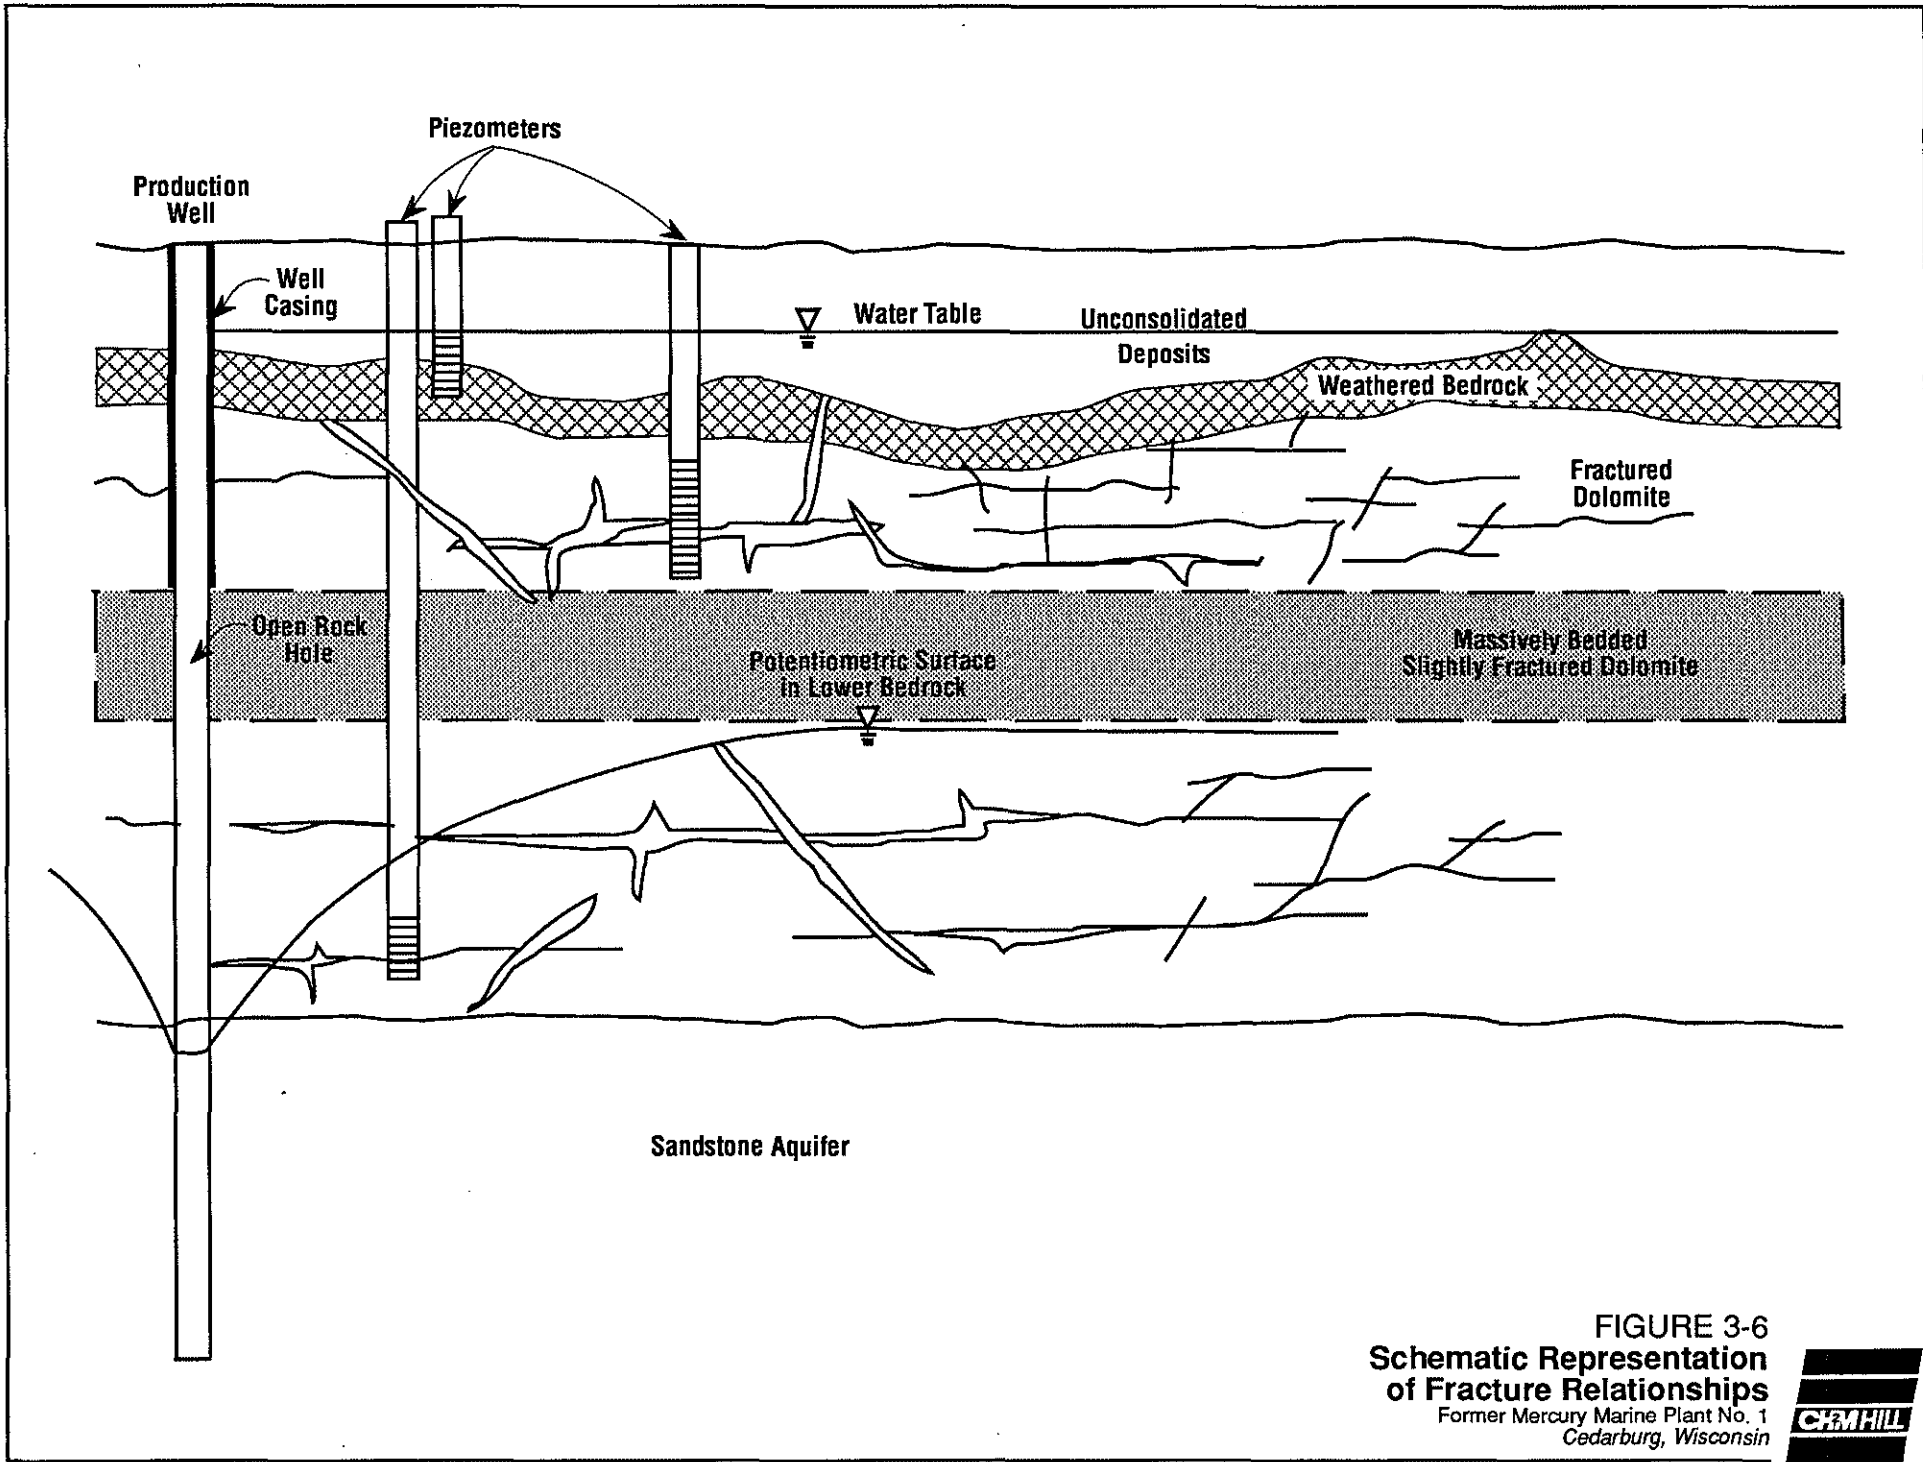 Piezometers
Production
Well
Well
Casing
Water Table
Unconsolidated
Deposits
Weathered Bedrock
Fractured
Dolomite
Open Rock
Hole
Potentiometric Surface
in Lower Bedrock
Massively Bedded
Slightly Fractured Dolomite
Sandstone Aquifer
FIGURE 3-6
Schematic Representation
of Fracture Relationships
Former Mercury Marine Plant No. 1
Cedarburg, Wisconsin
CH2M HILL